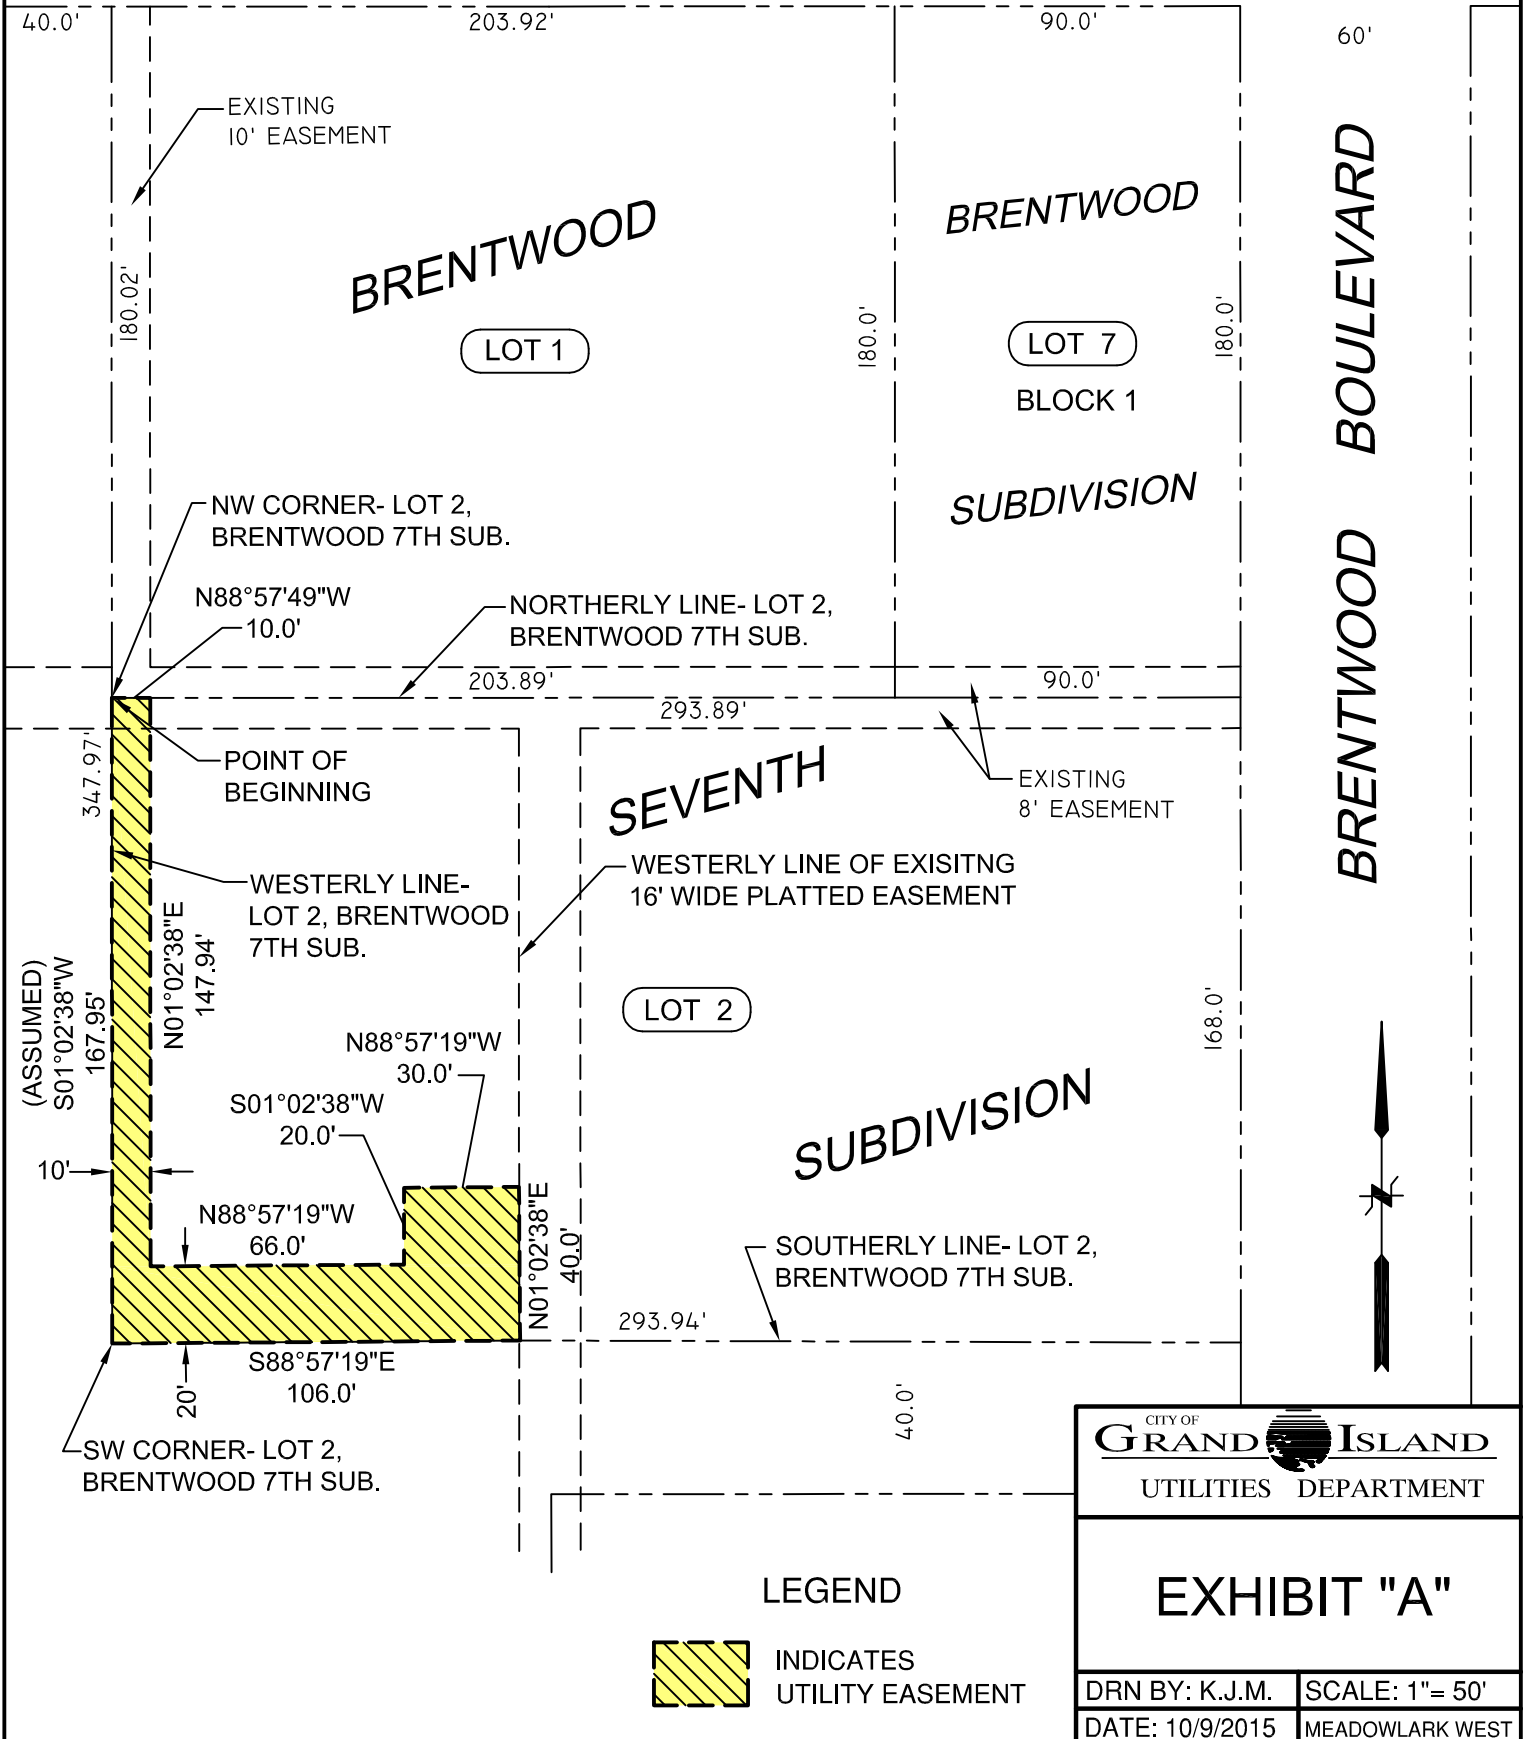 40.0'
203.92'
90.0'
60'
EXISTING
10' EASEMENT
BRENTWOOD
BRENTWOOD
180.02'
LOT 1
180.0'
LOT 7
180.0'
BLOCK 1
BRENTWOOD BOULEVARD
SUBDIVISION
NW CORNER- LOT 2,
BRENTWOOD 7TH SUB.
N88°57'49"W
10.0'
NORTHERLY LINE- LOT 2,
BRENTWOOD 7TH SUB.
203.89'
90.0'
293.89'
347.97'
POINT OF
BEGINNING
SEVENTH
EXISTING
8' EASEMENT
WESTERLY LINE-
LOT 2, BRENTWOOD
7TH SUB.
WESTERLY LINE OF EXISITNG
16' WIDE PLATTED EASEMENT
(ASSUMED)
S01°02'38"W
167.95'
N01°02'38"E
147.94'
LOT 2
168.0'
N88°57'19"W
30.0'
S01°02'38"W
20.0'
SUBDIVISION
10'
N88°57'19"W
66.0'
N01°02'38"E
40.0'
SOUTHERLY LINE- LOT 2,
BRENTWOOD 7TH SUB.
293.94'
S88°57'19"E
106.0'
20'
40.0'
SW CORNER- LOT 2,
BRENTWOOD 7TH SUB.
CITY OF
GRAND ISLAND
UTILITIES DEPARTMENT
EXHIBIT "A"
LEGEND
INDICATES
UTILITY EASEMENT
DRN BY: K.J.M.
SCALE: 1"= 50'
DATE: 10/9/2015
MEADOWLARK WEST